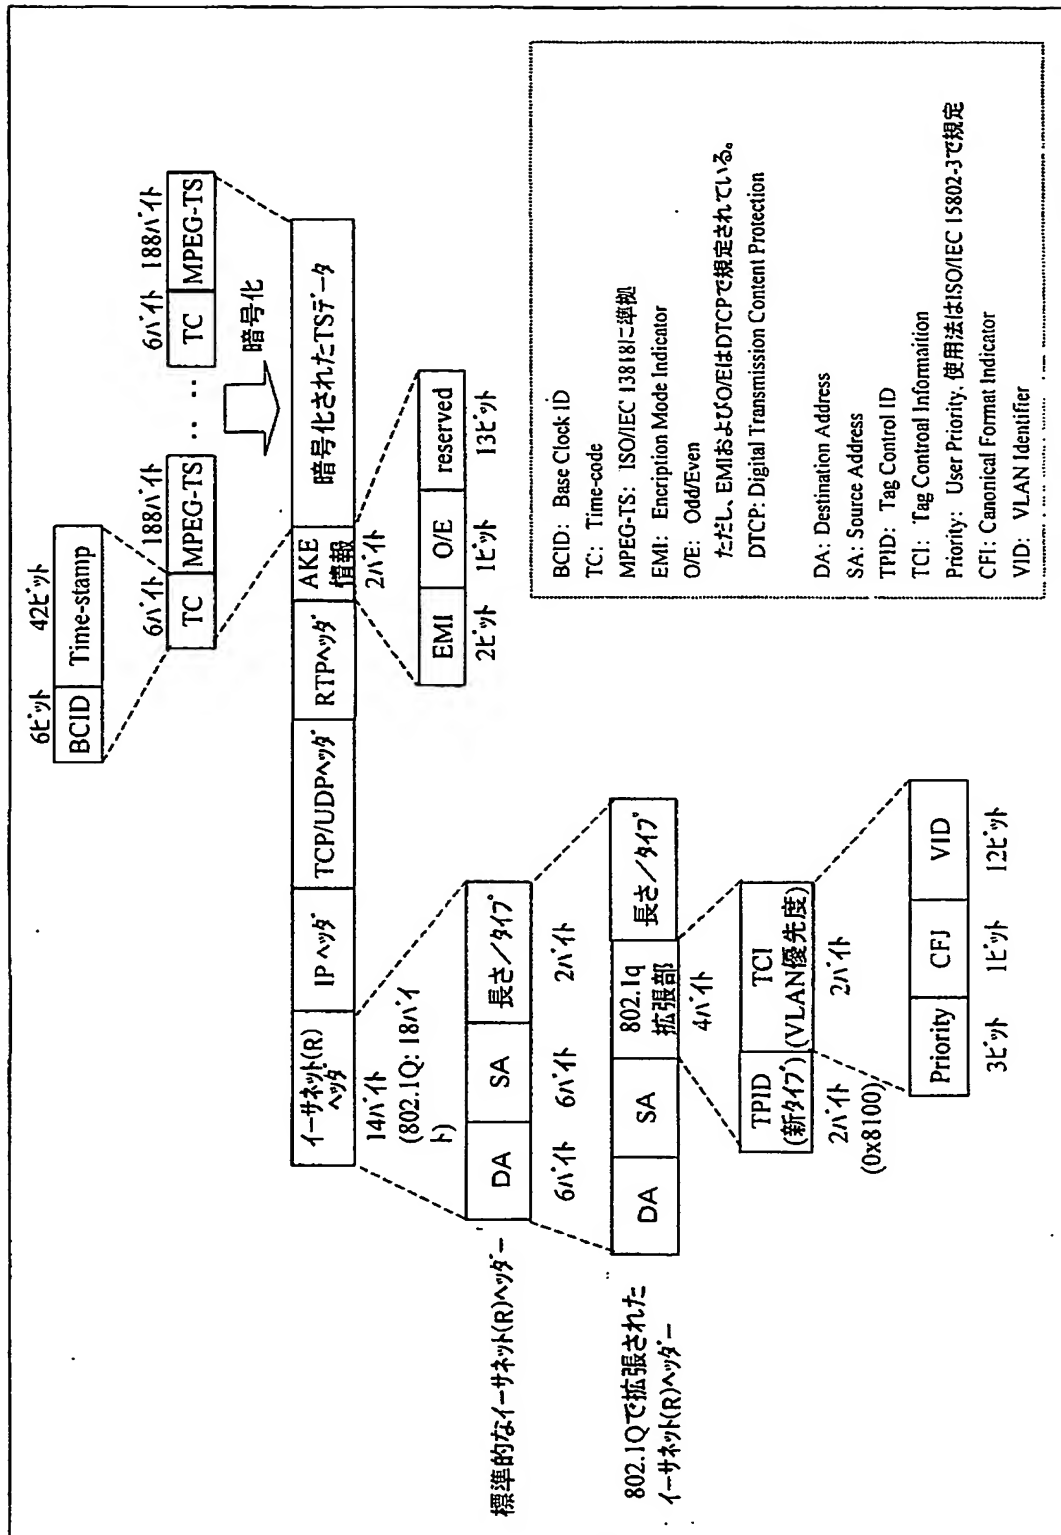 6ビット 42ビット
BCID Time-stamp
6バイト 188バイト 6バイト 188バイト
TC MPEG-TS ‥‥ TC MPEG-TS
暗号化
イーサネット(R)ヘッダ IPヘッダ TCP/UDPヘッダ RTPヘッダ AKE情報 暗号化されたTSデータ
14バイト
(802.1Q: 18バイ
ト)
2バイト
EMI O/E reserved
2ビット 1ビット 13ビット
標準的なイーサネット(R)ヘッダー
DA SA 長さ/タイプ
6バイト 6バイト 2バイト
802.1Qで拡張された
イーサネット(R)ヘッダー
DA SA 802.1q拡張部 長さ/タイプ
4バイト
TPID(新タイプ) TCI(VLAN優先度)
2バイト 2バイト
(0x8100)
Priority CFJ VID
3ビット 1ビット 12ビット
BCID: Base Clock ID
TC: Time-code
MPEG-TS: ISO/IEC 13818に準拠
EMI: Encription Mode Indicator
O/E: Odd/Even
ただし、EMIおよびO/EはDTCPで規定されている。
DTCP: Digital Transmission Content Protection
DA: Destination Address
SA: Source Address
TPID: Tag Control ID
TCI: Tag Controal Informaition
Priority: User Priority, 使用法はISO/IEC 15802-3で規定
CFI: Canonical Format Indicator
VID: VLAN Identifier